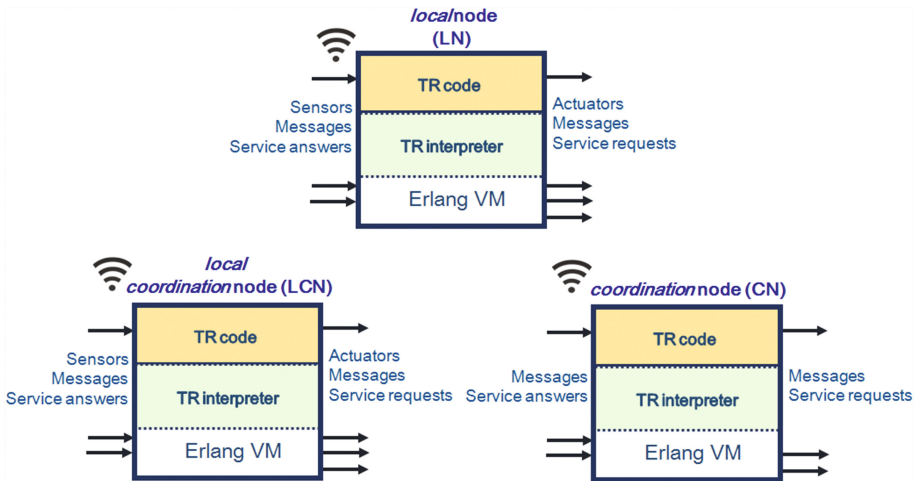 local node
(LN)
TR code
Sensors
Messages
Service answers
Actuators
Messages
Service requests
TR interpreter
Erlang VM
local
coordination node (LCN)
TR code
Sensors
Messages
Service answers
Actuators
Messages
Service requests
TR interpreter
Erlang VM
coordination node (CN)
TR code
Messages
Service answers
Messages
Service requests
TR interpreter
Erlang VM